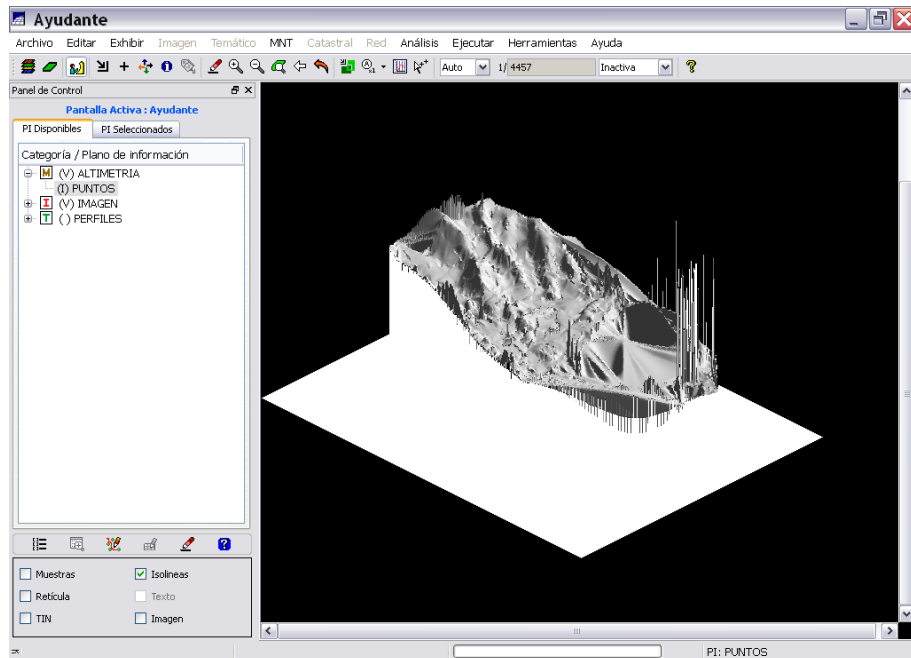 Ayudante
Archivo Editar Exhibir Imagen Temático MNT Catastral Red Análisis Ejecutar Herramientas Ayuda
Auto 1/ 4457 Inactiva
Panel de Control
Pantalla Activa : Ayudante
PI Disponibles PI Seleccionados
Categoría / Plano de información
M (V) ALTIMETRIA
(I) PUNTOS
I (V) IMAGEN
T ( ) PERFILES
Muestras Isolineas
Retícula Texto
TIN Imagen
PI: PUNTOS